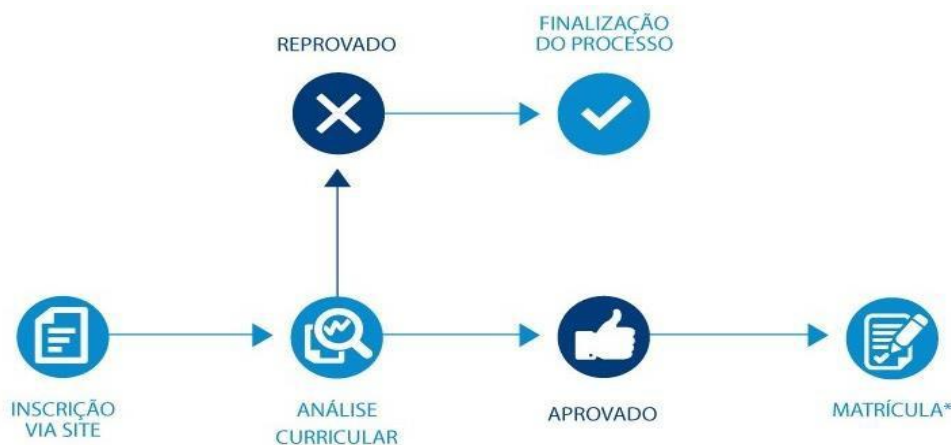 REPROVADO
FINALIZAÇÃO
DO PROCESSO
INSCRIÇÃO
VIA SITE
ANÁLISE
CURRICULAR
APROVADO
MATRÍCULA*